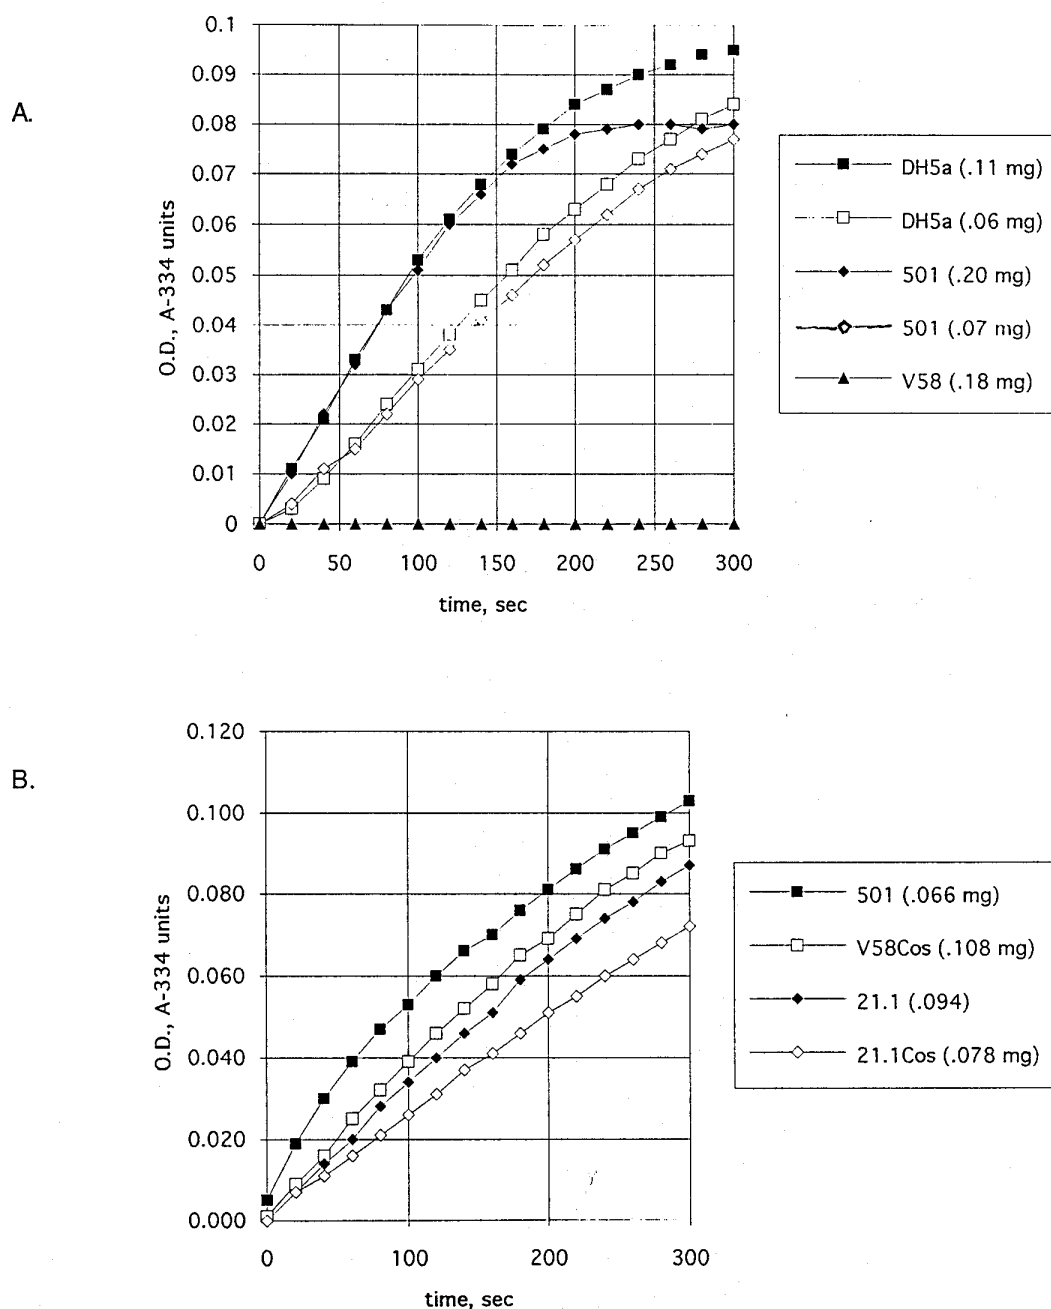 A.
O.D., A-334 units
0.1
0.09
0.08
0.07
0.06
0.05
0.04
0.03
0.02
0.01
0
0 50 100 150 200 250 300
time, sec
DH5a (.11 mg)
DH5a (.06 mg)
501 (.20 mg)
501 (.07 mg)
V58 (.18 mg)
B.
O.D., A-334 units
0.120
0.100
0.080
0.060
0.040
0.020
0.000
0 100 200 300
time, sec
501 (.066 mg)
V58Cos (.108 mg)
21.1 (.094)
21.1Cos (.078 mg)